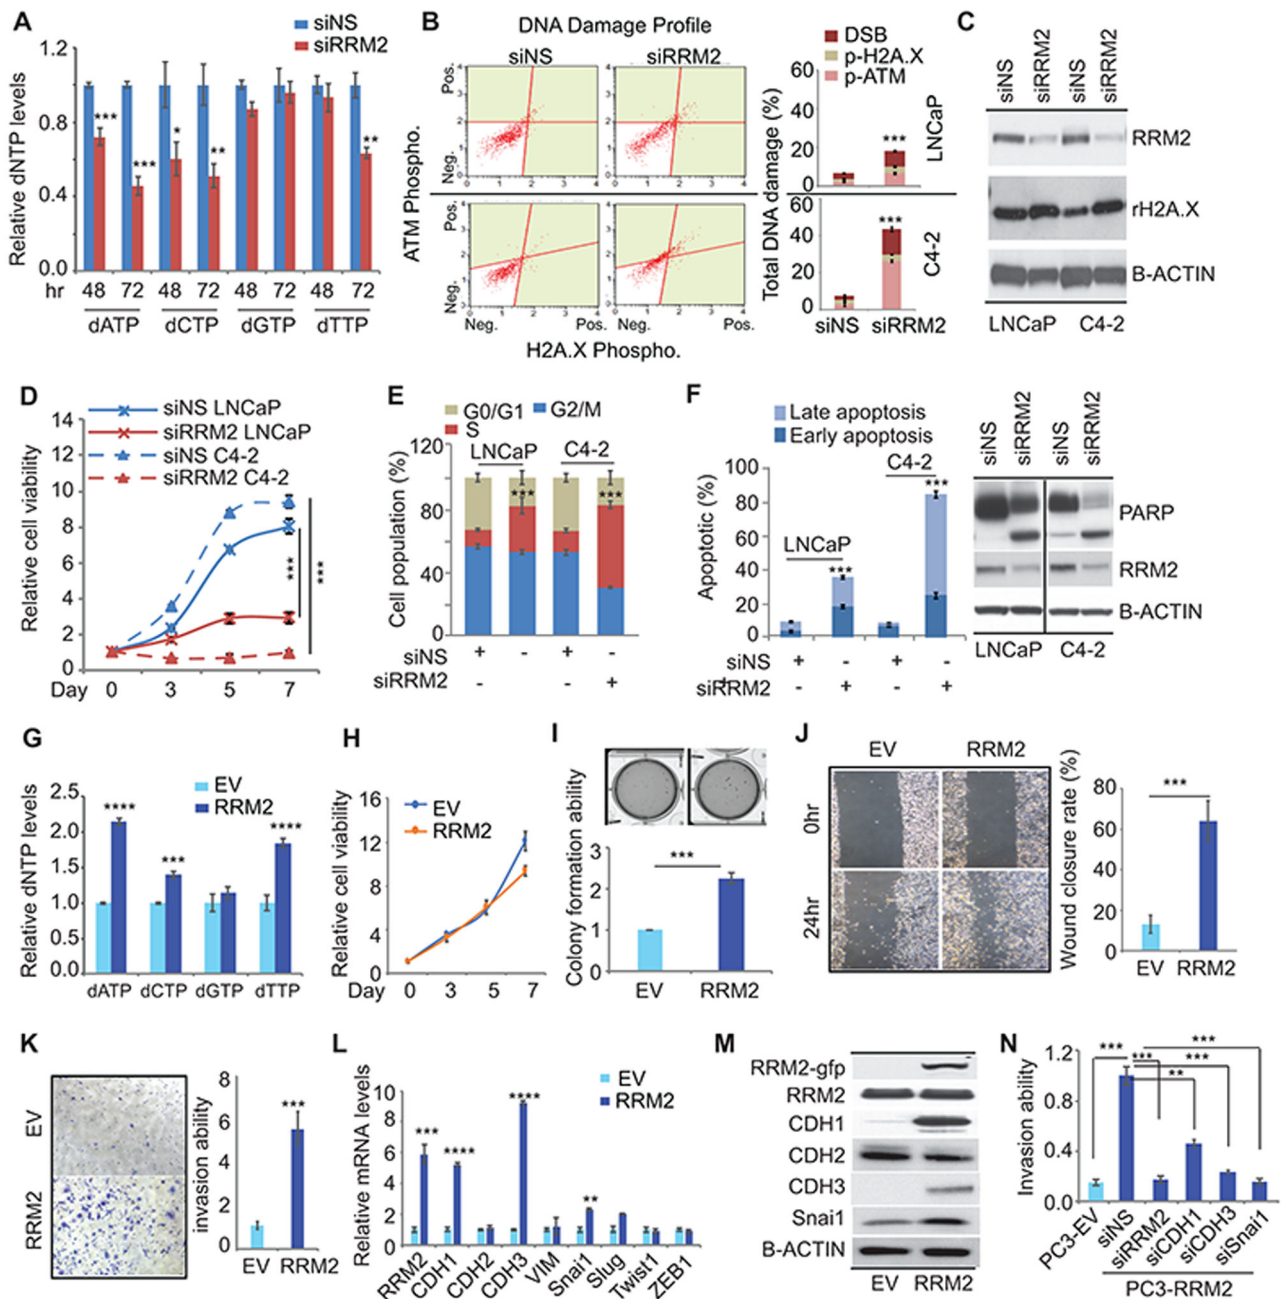 A
siNS
siRRM2
Relative dNTP levels
1.2
0.8
0.4
0.0
hr 48 72 48 72 48 72 48 72
dATP dCTP dGTP dTTP
*** *** * ** **
B
DNA Damage Profile
siNS siRRM2
ATM Phospho.
Pos.
Neg.
Pos.
Neg.
Neg. Pos. Neg. Pos.
H2A.X Phospho.
DSB
p-H2A.X
p-ATM
Total DNA damage (%)
60
40
20
0
***
LNCaP
60
40
20
0
***
C4-2
siNS siRRM2
C
siNS siRRM2 siNS siRRM2
RRM2
rH2A.X
B-ACTIN
LNCaP C4-2
D
siNS LNCaP
siRRM2 LNCaP
siNS C4-2
siRRM2 C4-2
Relative cell viability
14
12
10
8
6
4
2
0
*** ***
Day 0 3 5 7
E
G0/G1 G2/M
S
LNCaP C4-2
Cell population (%)
120
80
40
0
*** ***
siNS + - + -
siRRM2 - - +
F
Late apoptosis
Early apoptosis
Apoptotic (%)
100
80
60
40
20
0
LNCaP
***
C4-2
***
siNS + - + -
siRRM2 - + - +
siNS siRRM2 siNS siRRM2
PARP
RRM2
B-ACTIN
LNCaP C4-2
G
EV
RRM2
Relative dNTP levels
2.5
2.0
1.5
1.0
0.5
0.0
**** *** ****
dATP dCTP dGTP dTTP
H
EV
RRM2
Relative cell viability
16
12
8
4
0
Day 0 3 5 7
I
Colony formation ability
3
2
1
0
***
EV RRM2
J
EV RRM2
0hr
24hr
Wound closure rate (%)
80
60
40
20
0
***
EV RRM2
K
EV
RRM2
invasion ability
8
6
4
2
0
***
EV RRM2
L
EV
RRM2
Relative mRNA levels
10
8
6
4
2
0
*** **** **** **
RRM2 CDH1 CDH2 CDH3 VIM Snai1 Slug Twist1 ZEB1
M
RRM2-gfp
RRM2
CDH1
CDH2
CDH3
Snai1
B-ACTIN
EV RRM2
N
Invasion ability
1.2
0.8
0.4
0.0
*** *** ** *** ***
PC3-EV siNS siRRM2 siCDH1 siCDH3 siSnai1
PC3-RRM2